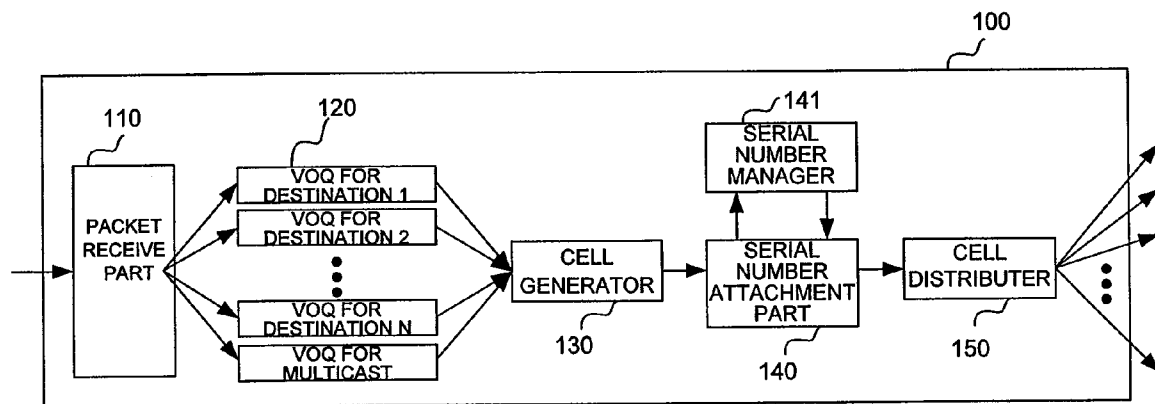 100
110
120
141
SERIAL
NUMBER
MANAGER
PACKET
RECEIVE
PART
VOQ FOR
DESTINATION 1
VOQ FOR
DESTINATION 2
VOQ FOR
DESTINATION N
VOQ FOR
MULTICAST
CELL
GENERATOR
130
SERIAL
NUMBER
ATTACHMENT
PART
140
CELL
DISTRIBUTER
150